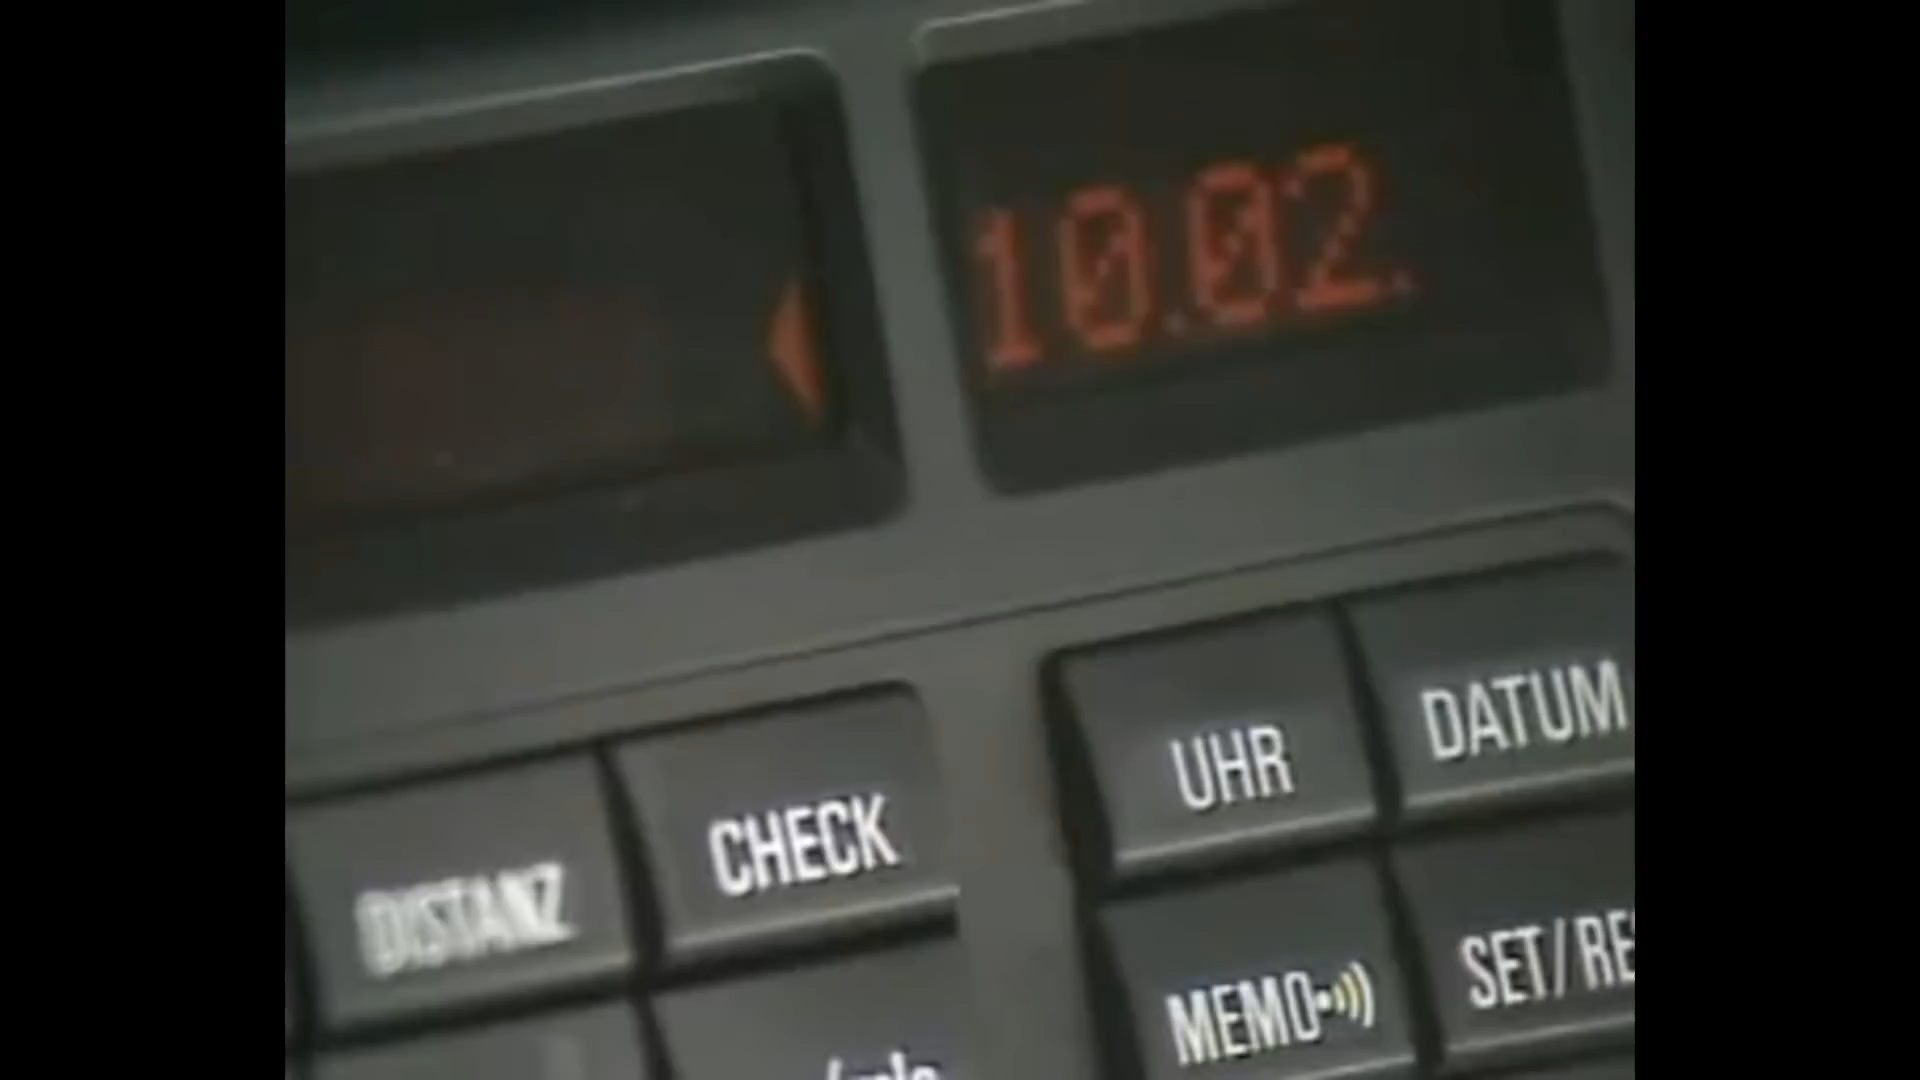 10.02.
UHR
DATUM
CHECK
DISTANZ
MEMO
SET/RE